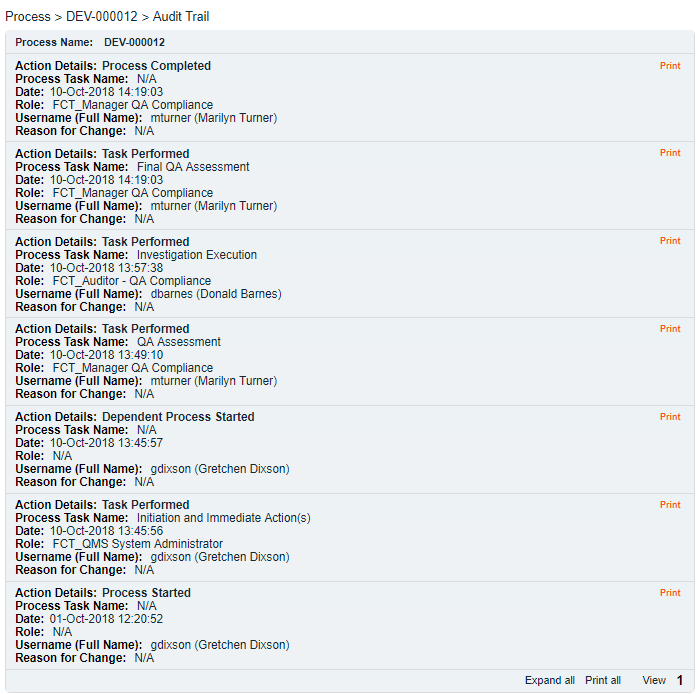 Process > DEV-000012 > Audit Trail
Process Name: DEV-000012
Action Details: Process Completed Print
Process Task Name: N/A
Date: 10-Oct-2018 14:19:03
Role: FCT_Manager QA Compliance
Username (Full Name): mturner (Marilyn Turner)
Reason for Change: N/A
Action Details: Task Performed Print
Process Task Name: Final QA Assessment
Date: 10-Oct-2018 14:19:03
Role: FCT_Manager QA Compliance
Username (Full Name): mturner (Marilyn Turner)
Reason for Change: N/A
Action Details: Task Performed Print
Process Task Name: Investigation Execution
Date: 10-Oct-2018 13:57:38
Role: FCT_Auditor - QA Compliance
Username (Full Name): dbarnes (Donald Barnes)
Reason for Change: N/A
Action Details: Task Performed Print
Process Task Name: QA Assessment
Date: 10-Oct-2018 13:49:10
Role: FCT_Manager QA Compliance
Username (Full Name): mturner (Marilyn Turner)
Reason for Change: N/A
Action Details: Dependent Process Started Print
Process Task Name: N/A
Date: 10-Oct-2018 13:45:57
Role: N/A
Username (Full Name): gdixson (Gretchen Dixson)
Reason for Change: N/A
Action Details: Task Performed Print
Process Task Name: Initiation and Immediate Action(s)
Date: 10-Oct-2018 13:45:56
Role: FCT_QMS System Administrator
Username (Full Name): gdixson (Gretchen Dixson)
Reason for Change: N/A
Action Details: Process Started Print
Process Task Name: N/A
Date: 01-Oct-2018 12:20:52
Role: N/A
Username (Full Name): gdixson (Gretchen Dixson)
Reason for Change: N/A
Expand all Print all View 1